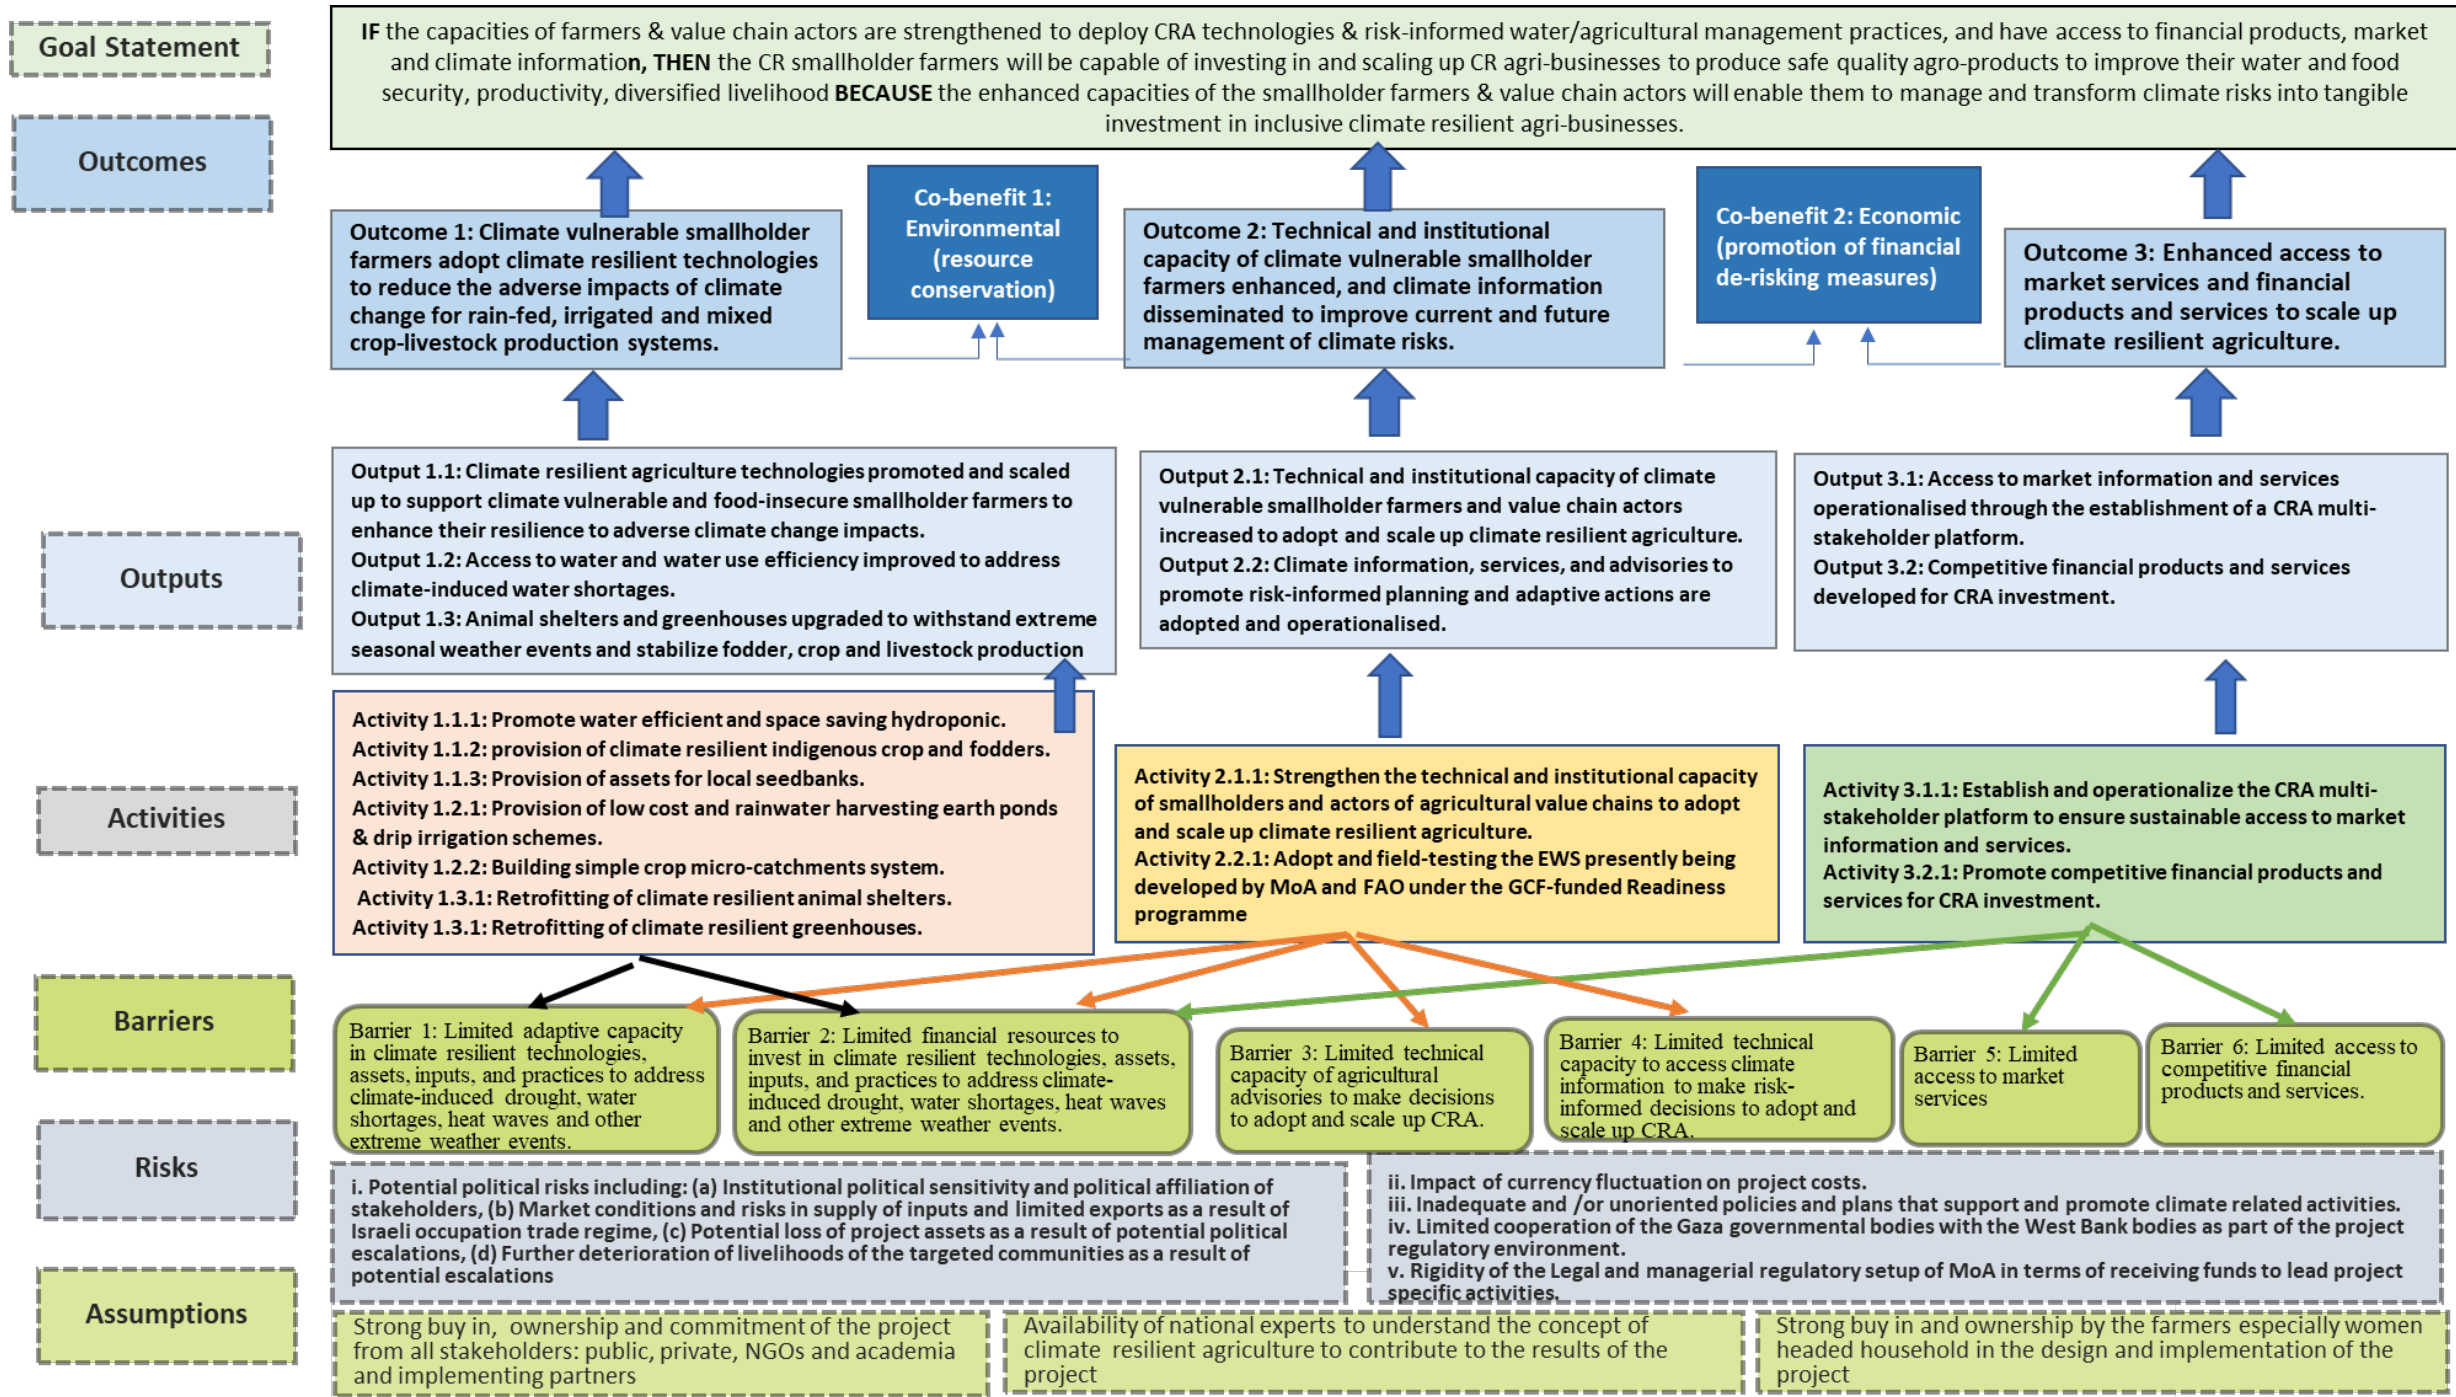 Goal Statement
IF the capacities of farmers & value chain actors are strengthened to deploy CRA technologies & risk-informed water/agricultural management practices, and have access to financial products, market
and climate information, THEN the CR smallholder farmers will be capable of investing in and scaling up CR agri-businesses to produce safe quality agro-products to improve their water and food
security, productivity, diversified livelihood BECAUSE the enhanced capacities of the smallholder farmers & value chain actors will enable them to manage and transform climate risks into tangible
investment in inclusive climate resilient agri-businesses.
Outcomes
Outcome 1: Climate vulnerable smallholder
farmers adopt climate resilient technologies
to reduce the adverse impacts of climate
change for rain-fed, irrigated and mixed
crop-livestock production systems.
Co-benefit 1:
Environmental
(resource
conservation)
Outcome 2: Technical and institutional
capacity of climate vulnerable smallholder
farmers enhanced, and climate information
disseminated to improve current and future
management of climate risks.
Co-benefit 2: Economic
(promotion of financial
de-risking measures)
Outcome 3: Enhanced access to
market services and financial
products and services to scale up
climate resilient agriculture.
Outputs
Output 1.1: Climate resilient agriculture technologies promoted and scaled
up to support climate vulnerable and food-insecure smallholder farmers to
enhance their resilience to adverse climate change impacts.
Output 1.2: Access to water and water use efficiency improved to address
climate-induced water shortages.
Output 1.3: Animal shelters and greenhouses upgraded to withstand extreme
seasonal weather events and stabilize fodder, crop and livestock production
Output 2.1: Technical and institutional capacity of climate
vulnerable smallholder farmers and value chain actors
increased to adopt and scale up climate resilient agriculture.
Output 2.2: Climate information, services, and advisories to
promote risk-informed planning and adaptive actions are
adopted and operationalised.
Output 3.1: Access to market information and services
operationalised through the establishment of a CRA multi-
stakeholder platform.
Output 3.2: Competitive financial products and services
developed for CRA investment.
Activities
Activity 1.1.1: Promote water efficient and space saving hydroponic.
Activity 1.1.2: provision of climate resilient indigenous crop and fodders.
Activity 1.1.3: Provision of assets for local seedbanks.
Activity 1.2.1: Provision of low cost and rainwater harvesting earth ponds
& drip irrigation schemes.
Activity 1.2.2: Building simple crop micro-catchments system.
Activity 1.3.1: Retrofitting of climate resilient animal shelters.
Activity 1.3.1: Retrofitting of climate resilient greenhouses.
Activity 2.1.1: Strengthen the technical and institutional capacity
of smallholders and actors of agricultural value chains to adopt
and scale up climate resilient agriculture.
Activity 2.2.1: Adopt and field-testing the EWS presently being
developed by MoA and FAO under the GCF-funded Readiness
programme
Activity 3.1.1: Establish and operationalize the CRA multi-
stakeholder platform to ensure sustainable access to market
information and services.
Activity 3.2.1: Promote competitive financial products and
services for CRA investment.
Barriers
Barrier 1: Limited adaptive capacity
in climate resilient technologies,
assets, inputs, and practices to address
climate-induced drought, water
shortages, heat waves and other
extreme weather events.
Barrier 2: Limited financial resources to
invest in climate resilient technologies, assets,
inputs, and practices to address climate-
induced drought, water shortages, heat waves
and other extreme weather events.
Barrier 3: Limited technical
capacity of agricultural
advisories to make decisions
to adopt and scale up CRA.
Barrier 4: Limited technical
capacity to access climate
information to make risk-
informed decisions to adopt and
scale up CRA.
Barrier 5: Limited
access to market
services
Barrier 6: Limited access to
competitive financial
products and services.
Risks
i. Potential political risks including: (a) Institutional political sensitivity and political affiliation of
stakeholders, (b) Market conditions and risks in supply of inputs and limited exports as a result of
Israeli occupation trade regime, (c) Potential loss of project assets as a result of potential political
escalations, (d) Further deterioration of livelihoods of the targeted communities as a result of
potential escalations
ii. Impact of currency fluctuation on project costs.
iii. Inadequate and /or unoriented policies and plans that support and promote climate related activities.
iv. Limited cooperation of the Gaza governmental bodies with the West Bank bodies as part of the project
regulatory environment.
v. Rigidity of the Legal and managerial regulatory setup of MoA in terms of receiving funds to lead project
specific activities.
Assumptions
Strong buy in, ownership and commitment of the project
from all stakeholders: public, private, NGOs and academia
and implementing partners
Availability of national experts to understand the concept of
climate resilient agriculture to contribute to the results of the
project
Strong buy in and ownership by the farmers especially women
headed household in the design and implementation of the
project